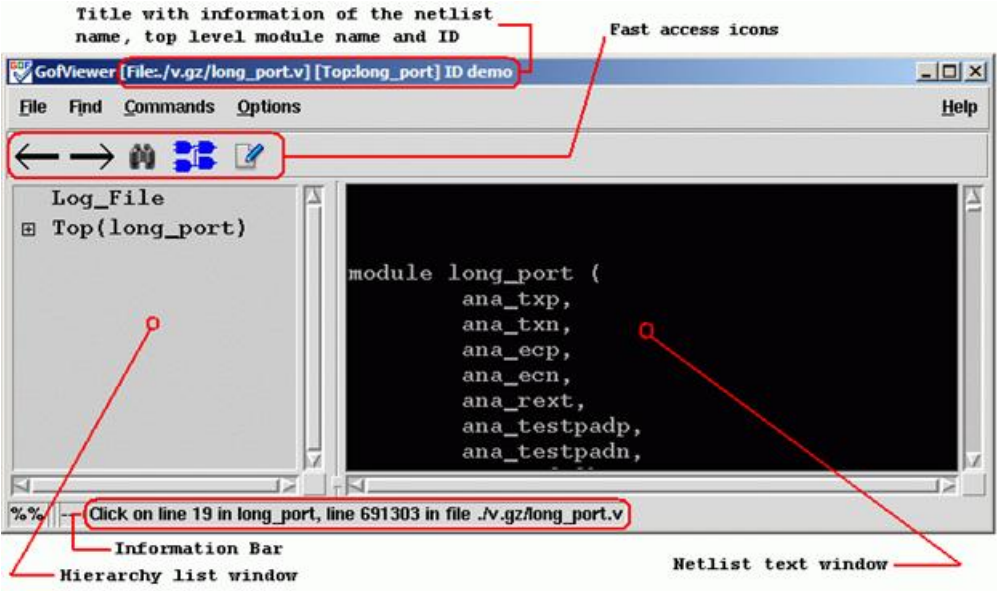 Title with information of the netlist
name, top level module name and ID
Fast access icons
GOF
GofViewer [File:./v.gz/long_port.v] [Top:long_port] ID demo
File Find Commands Options Help
Log_File
Top(long_port)
module long_port (
ana_txp,
ana_txn,
ana_ecp,
ana_ecn,
ana_rext,
ana_testpadp,
ana_testpadn,
%% -- Click on line 19 in long_port, line 691303 in file ./v.gz/long_port.v
Information Bar
Hierarchy list window
Netlist text window